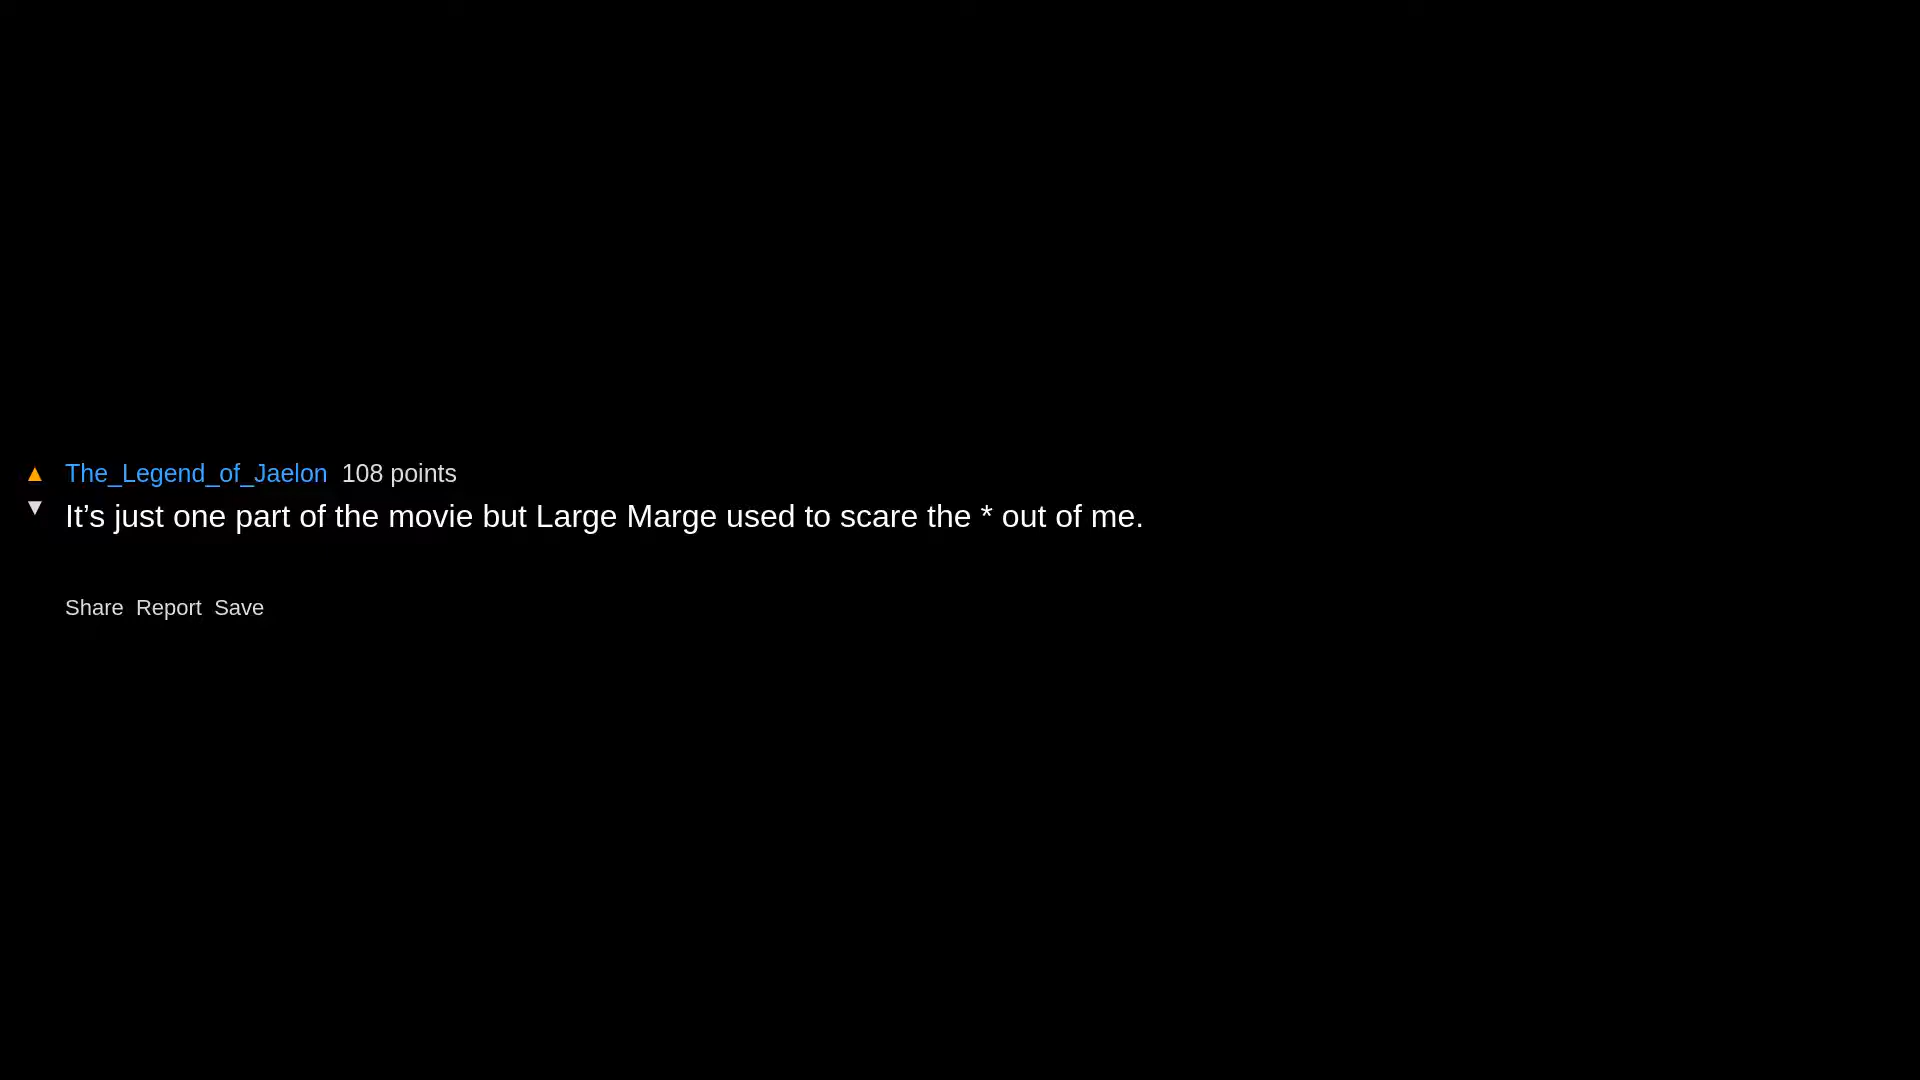 The_Legend_of_Jaelon 108 points
It’s just one part of the movie but Large Marge used to scare the * out of me.
Share Report Save